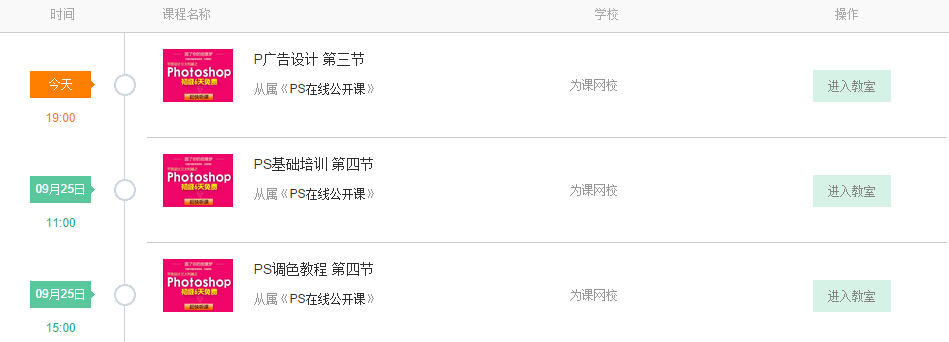 时间 课程名称 学校 操作
今天
19:00
Photoshop
P广告设计 第三节
从属《PS在线公开课》
为课网校
进入教室
09月25日
11:00
Photoshop
PS基础培训 第四节
从属《PS在线公开课》
为课网校
进入教室
09月25日
15:00
Photoshop
PS调色教程 第四节
从属《PS在线公开课》
为课网校
进入教室